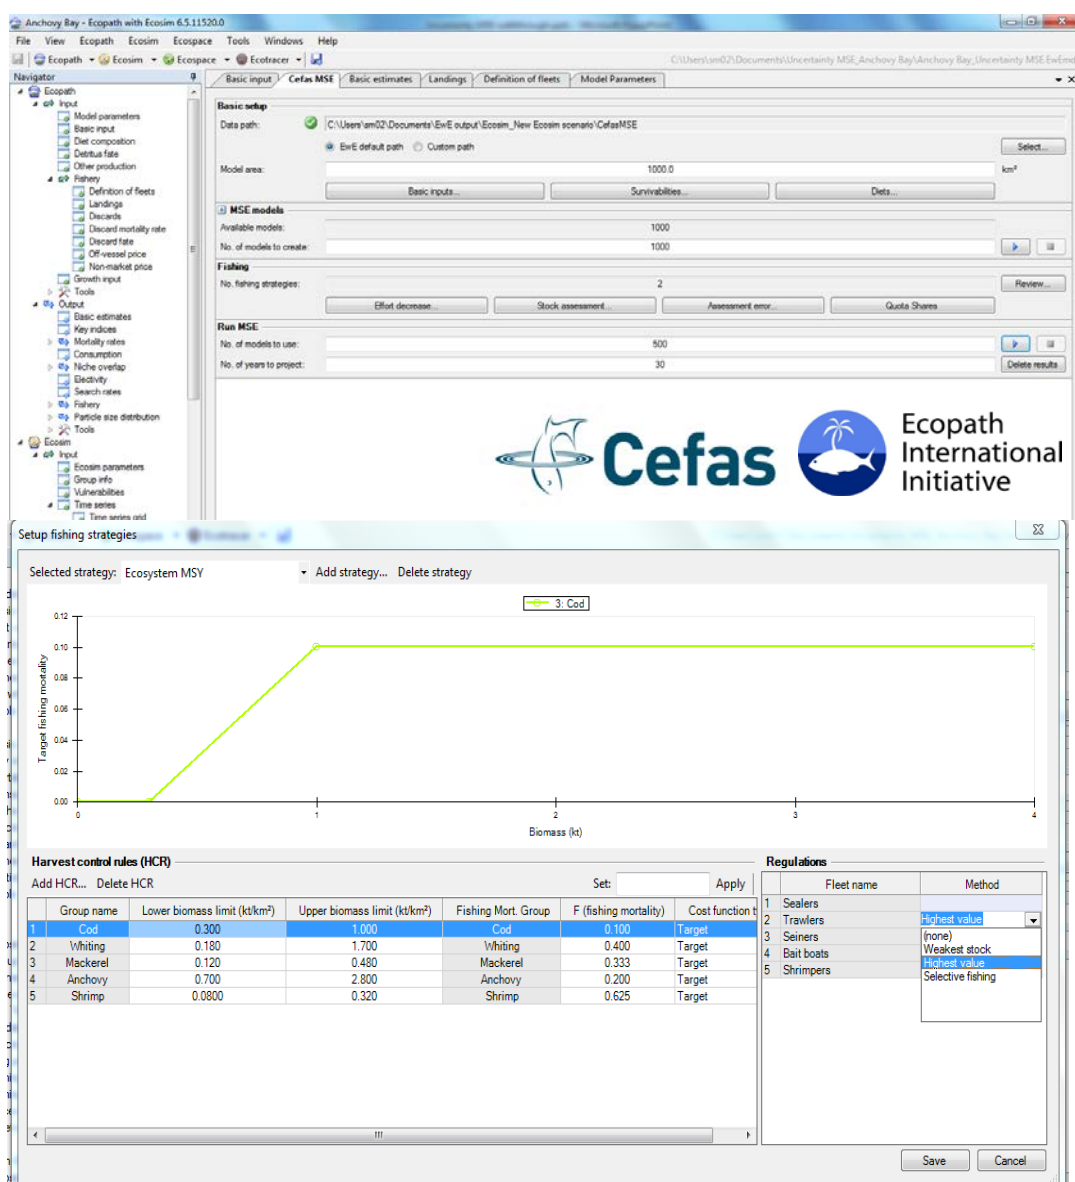 Anchovy Bay - Ecopath with Ecosim 6.5.11520.0
File View Ecopath Ecosim Ecospace Tools Windows Help
Ecopath Ecosim Ecospace Ecotracer
C:\Users\sm02\Documents\Uncertainty MSE_Anchovy Bay\Anchovy Bay_Uncertainty MSE.EwEmd
Navigator
Basic input Cefas MSE Basic estimates Landings Definition of fleets Model Parameters
Ecopath
Input
Model parameters
Basic input
Diet composition
Detritus fate
Other production
Fishery
Definition of fleets
Landings
Discards
Discard mortality rate
Discard fate
Off-vessel price
Non-market price
Growth input
Tools
Output
Basic estimates
Key indices
Mortality rates
Consumption
Niche overlap
Electivity
Search rates
Fishery
Particle size distribution
Tools
Ecosim
Input
Ecosim parameters
Group info
Vulnerabilities
Time series
Time series grid
Basic setup
Data path: C:\Users\sm02\Documents\EwE output\Ecosim_New Ecosim scenario\CefasMSE
EwE default path Custom path Select...
Model area: 1000.0 km²
Basic inputs... Survivabilities... Diets...
MSE models
Available models: 1000
No. of models to create: 1000
Fishing
No. fishing strategies: 2 Review...
Effort decrease... Stock assessment... Assessment error... Quota Shares
Run MSE
No. of models to use: 500
No. of years to project: 30 Delete results
Cefas
Ecopath
International
Initiative
Setup fishing strategies
Selected strategy: Ecosystem MSY Add strategy... Delete strategy
3: Cod
Target fishing mortality
0.12
0.10
0.08
0.06
0.04
0.02
0.00
0 1 2 3 4
Biomass (kt)
Harvest control rules (HCR)
Add HCR... Delete HCR Set: Apply
Group name Lower biomass limit (kt/km²) Upper biomass limit (kt/km²) Fishing Mort. Group F (fishing mortality) Cost function t
1 Cod 0.300 1.000 Cod 0.100 Target
2 Whiting 0.180 1.700 Whiting 0.400 Target
3 Mackerel 0.120 0.480 Mackerel 0.333 Target
4 Anchovy 0.700 2.800 Anchovy 0.200 Target
5 Shrimp 0.0800 0.320 Shrimp 0.625 Target
Regulations
Fleet name Method
1 Sealers
2 Trawlers Highest value
3 Seiners
4 Bait boats
5 Shrimpers
(none)
Weakest stock
Highest value
Selective fishing
Save Cancel